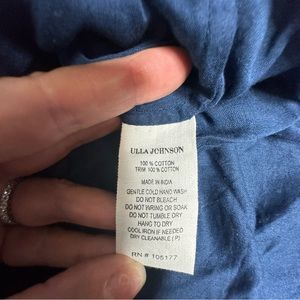 ULLA JOHNSON
100 % COTTON
TRIM 100% COTTON
MADE IN INDIA
GENTLE COLD HAND WASH
DO NOT BLEACH
DO NOT WRING OR SOAK
DO NOT TUMBLE DRY
HANG TO DRY
COOL IRON IF NEEDED
DRY CLEANABLE ( P )
RN # 105177